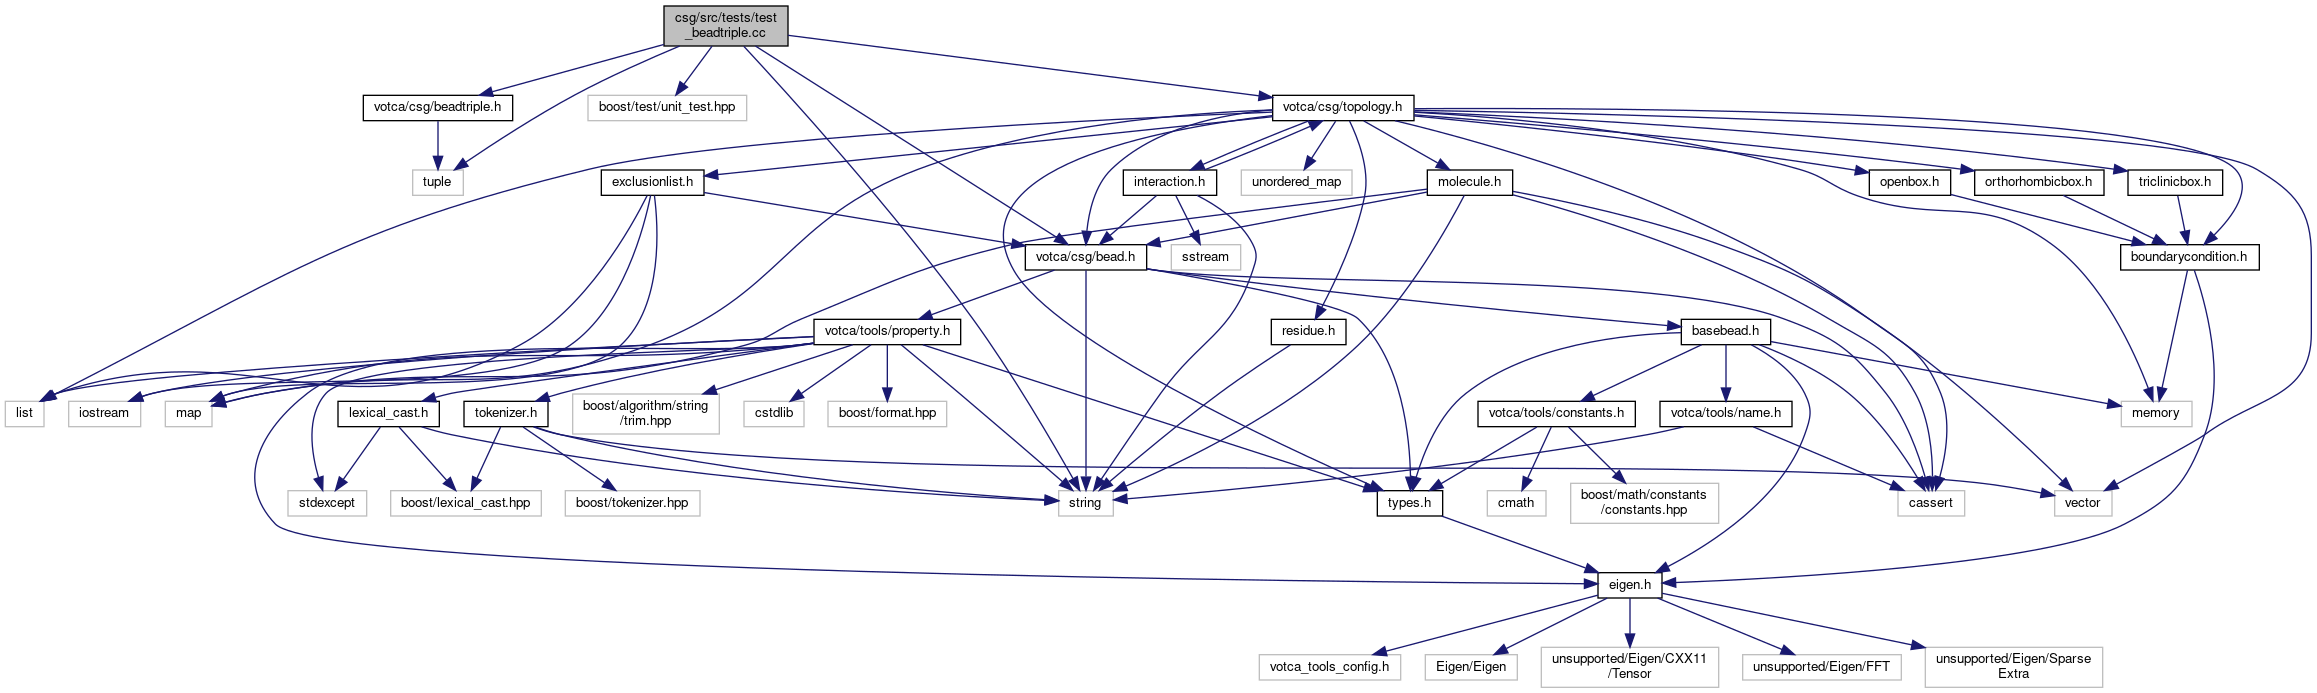 csg/src/tests/test
_beadtriple.cc
votca/csg/beadtriple.h
boost/test/unit_test.hpp
votca/csg/topology.h
tuple
exclusionlist.h
interaction.h
unordered_map
molecule.h
openbox.h
orthorhombicbox.h
triclinicbox.h
votca/csg/bead.h
sstream
boundarycondition.h
votca/tools/property.h
residue.h
basebead.h
list
iostream
map
lexical_cast.h
tokenizer.h
boost/algorithm/string
/trim.hpp
cstdlib
boost/format.hpp
votca/tools/constants.h
votca/tools/name.h
memory
stdexcept
boost/lexical_cast.hpp
boost/tokenizer.hpp
string
types.h
cmath
boost/math/constants
/constants.hpp
cassert
vector
eigen.h
votca_tools_config.h
Eigen/Eigen
unsupported/Eigen/CXX11
/Tensor
unsupported/Eigen/FFT
unsupported/Eigen/Sparse
Extra